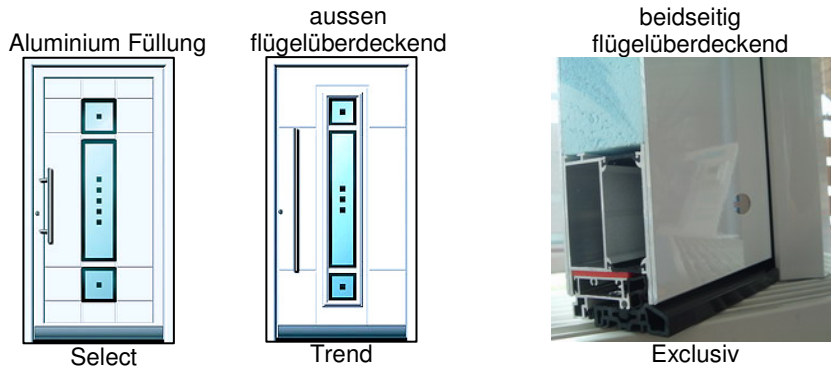 Aluminium Füllung
aussen
flügelüberdeckend
beidseitig
flügelüberdeckend
Select
Trend
Exclusiv